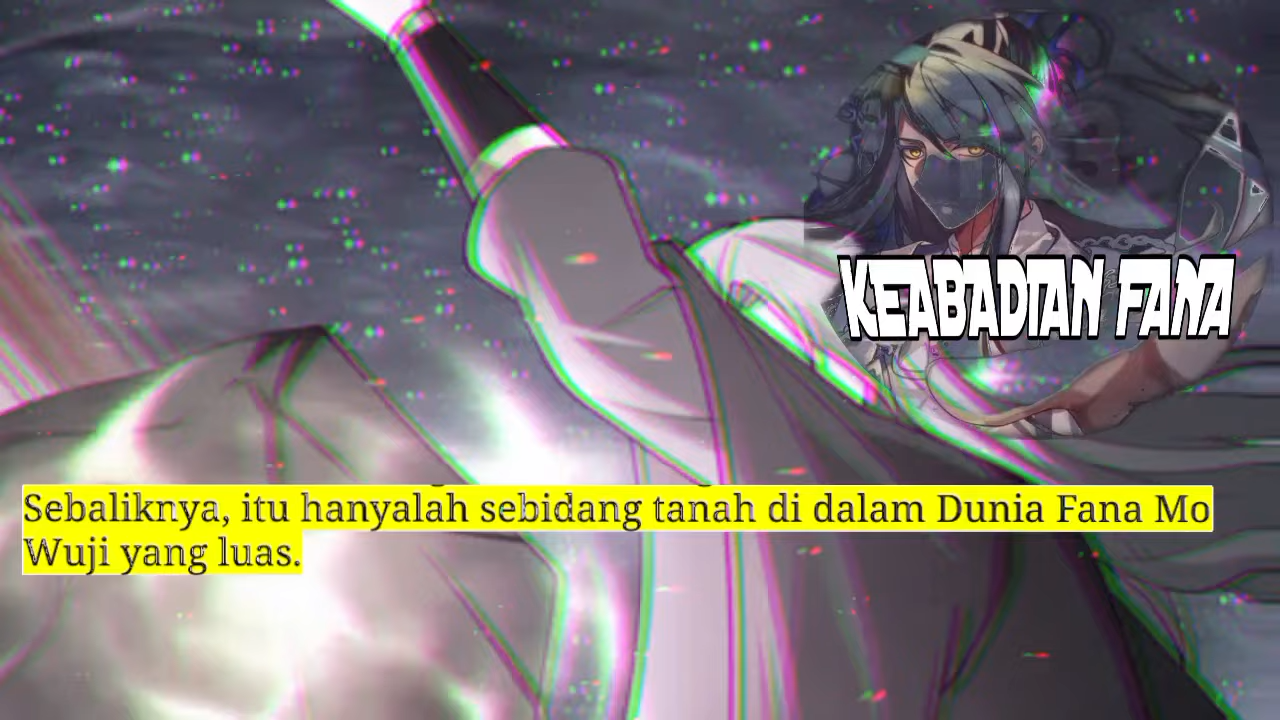 KEABADIAN FANA
Sebaliknya, itu hanyalah sebidang tanah di dalam Dunia Fana Mo
Wuji yang luas.